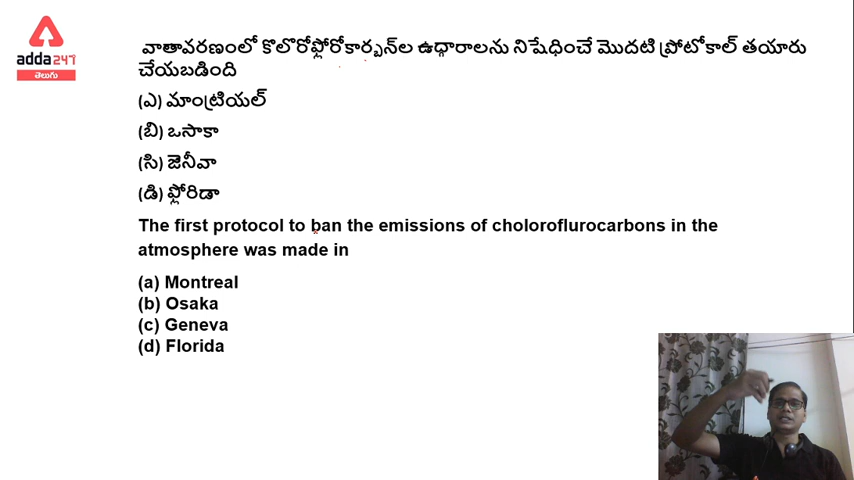 adda247
తెలుగు
వాతావరణంలో కొలొరోఫ్లోరోకార్బన్‌ల ఉద్గారాలను నిషేధించే మొదటి ప్రోటోకాల్ తయారు
చేయబడింది
(ఎ) మాంట్రియల్
(బి) ఒసాకా
(సి) జెనీవా
(డి) ఫ్లోరిడా
The first protocol to ban the emissions of choloroflurocarbons in the
atmosphere was made in
(a) Montreal
(b) Osaka
(c) Geneva
(d) Florida